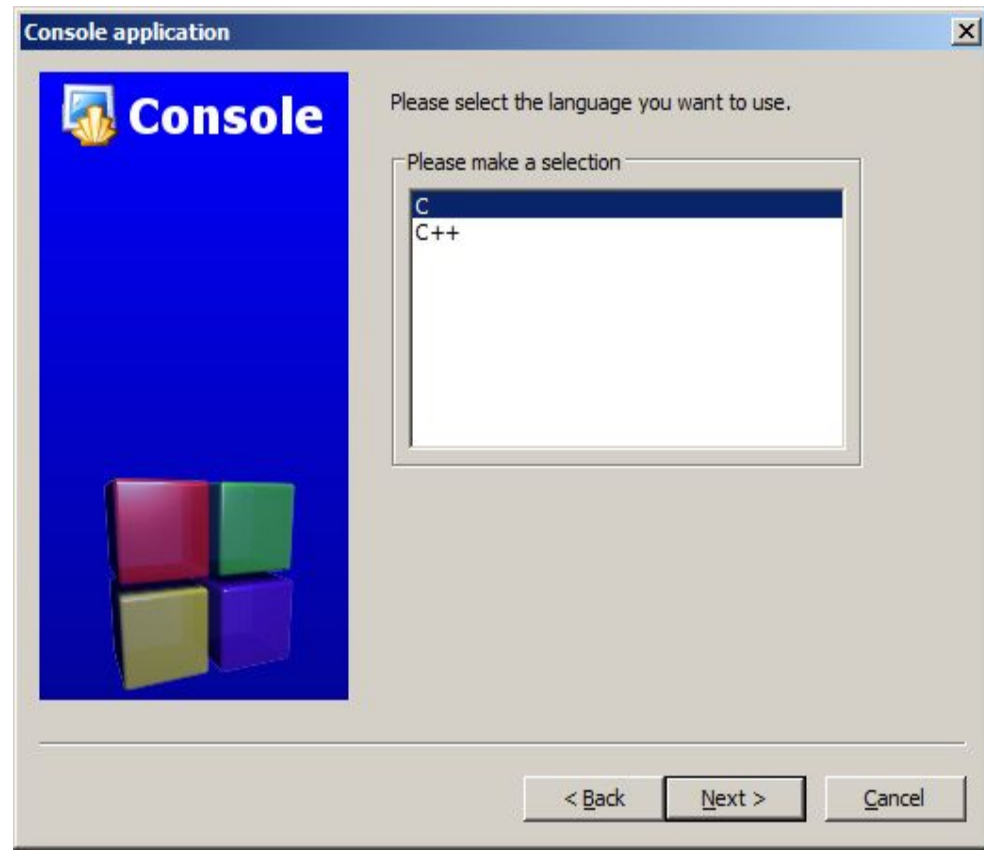 Console application
Console
Please select the language you want to use.
Please make a selection
C
C++
< Back
Next >
Cancel